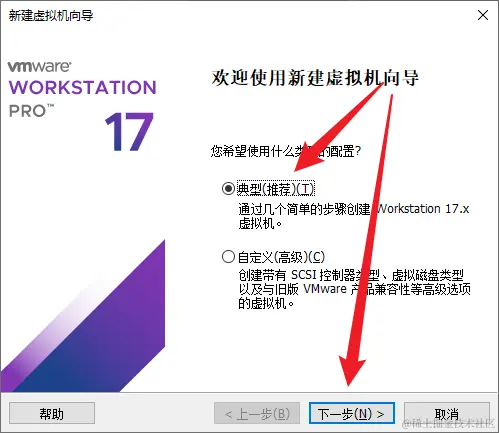 新建虚拟机向导
vmware
WORKSTATION
PRO™
17
欢迎使用新建虚拟机向导
您希望使用什么类型的配置?
典型(推荐)(T)
通过几个简单的步骤创建 Workstation 17.x
虚拟机。
自定义(高级)(C)
创建带有 SCSI 控制器类型、虚拟磁盘类型
以及与旧版 VMware 产品兼容性等高级选项
的虚拟机。
帮助
< 上一步(B)
下一步(N) >
取消
@稀土掘金技术社区